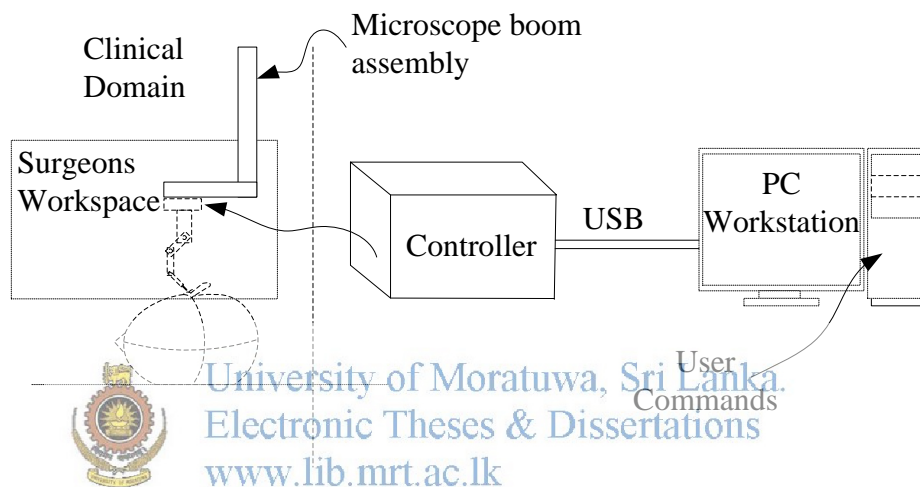 Clinical
Domain
Microscope boom
assembly
Surgeons
Workspace
Controller
USB
PC
Workstation
User
Commands
University of Moratuwa, Sri Lanka.
Electronic Theses & Dissertations
www.lib.mrt.ac.lk